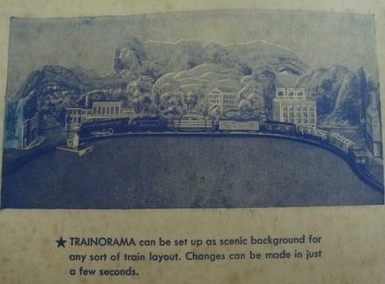 ★ TRAINORAMA can be set up as scenic background for
any sort of train layout. Changes can be made in just
a few seconds.